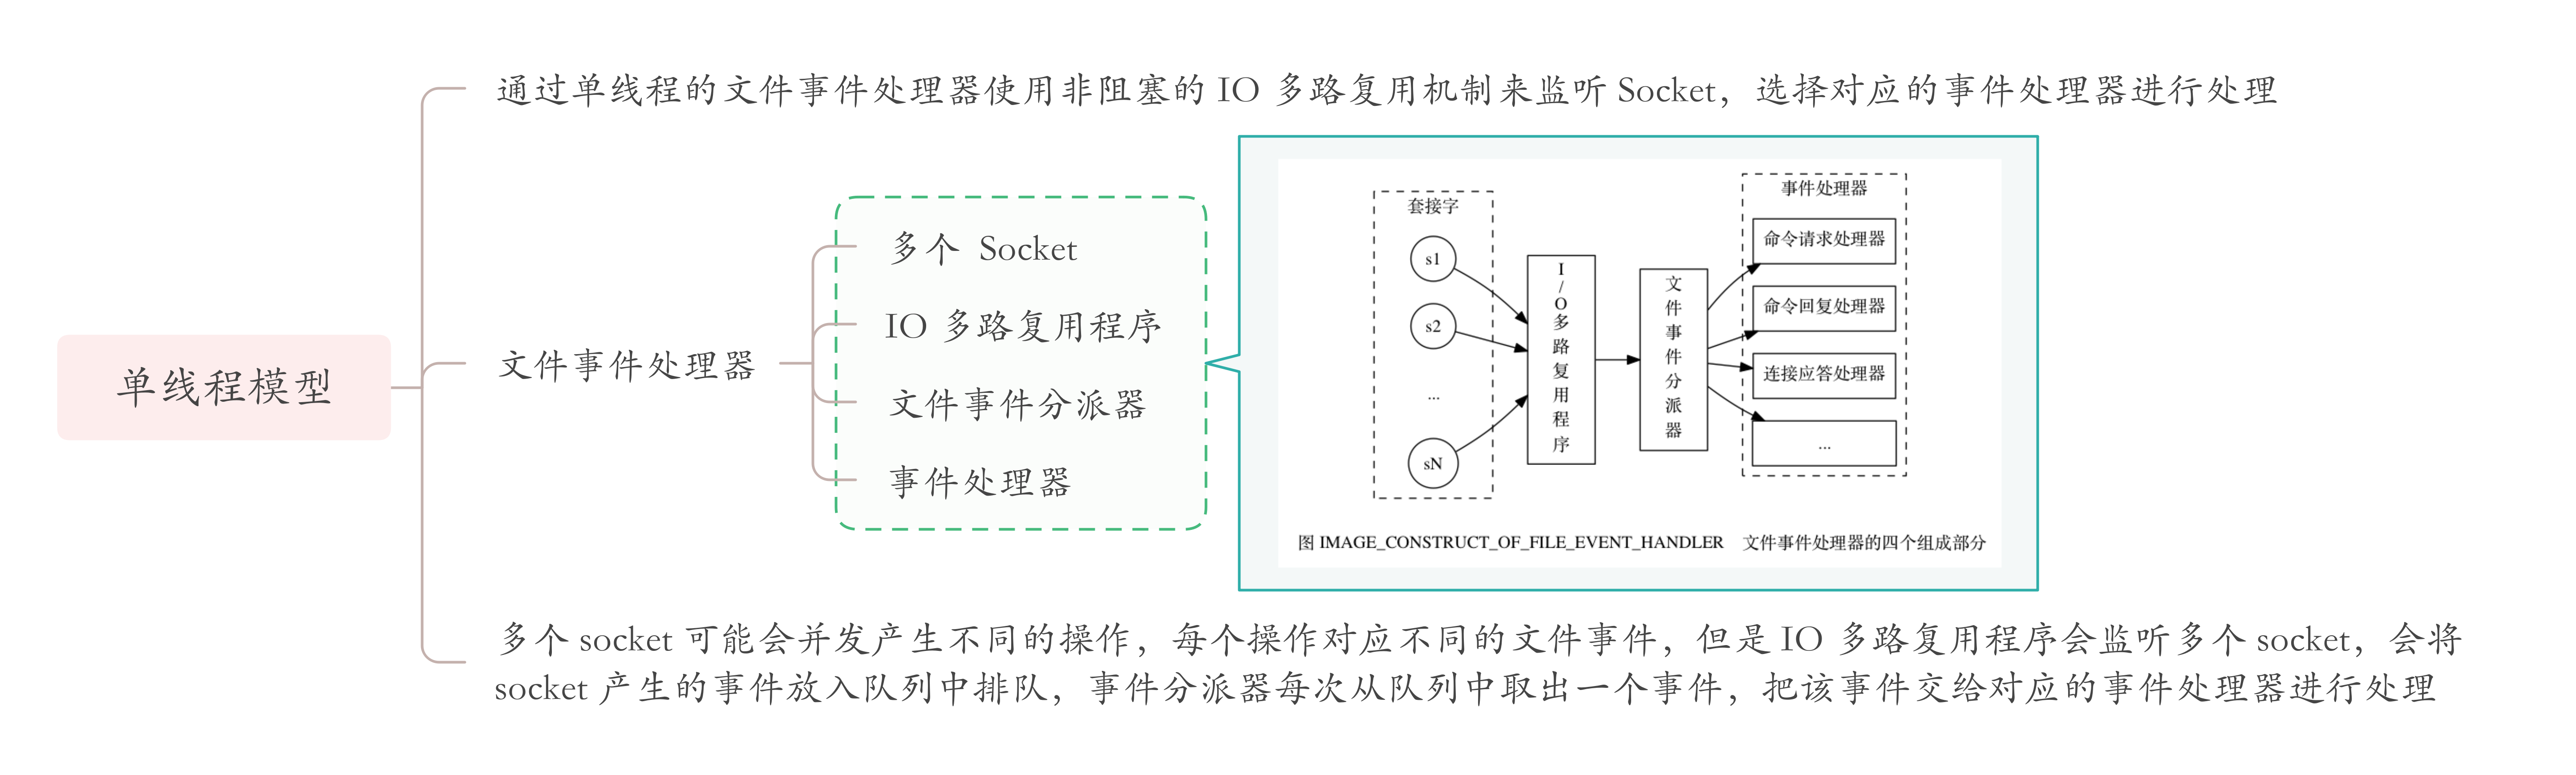 单线程模型
通过单线程的文件事件处理器使用非阻塞的 IO 多路复用机制来监听 Socket，选择对应的事件处理器进行处理
文件事件处理器
多个 Socket
IO 多路复用程序
文件事件分派器
事件处理器
套接字
s1
s2
...
sN
I/O多路复用程序
文件事件分派器
事件处理器
命令请求处理器
命令回复处理器
连接应答处理器
...
图 IMAGE_CONSTRUCT_OF_FILE_EVENT_HANDLER 文件事件处理器的四个组成部分
多个 socket 可能会并发产生不同的操作，每个操作对应不同的文件事件，但是 IO 多路复用程序会监听多个 socket，会将
socket 产生的事件放入队列中排队，事件分派器每次从队列中取出一个事件，把该事件交给对应的事件处理器进行处理